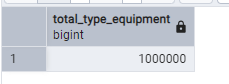 total_type_equipment
bigint
1 1000000